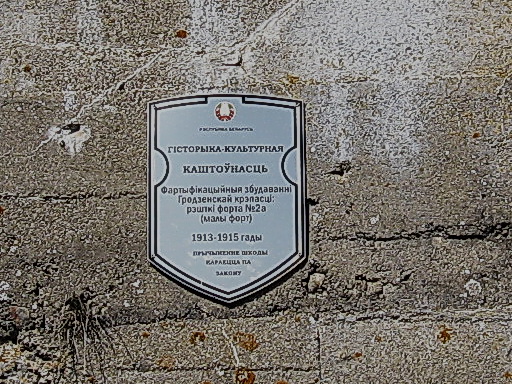 РЭСПУБЛІКА БЕЛАРУСЬ
ГІСТОРЫКА-КУЛЬТУРНАЯ
КАШТОЎНАСЦЬ
Фартыфікацыйныя збудаванні
Гродзенскай крэпасці:
рэшткі форта №2а
(малы форт)
1913-1915 гады
ПРЫЧЫНЕННЕ ШКОДЫ
КАРАЕЦЦА ПА
ЗАКОНУ